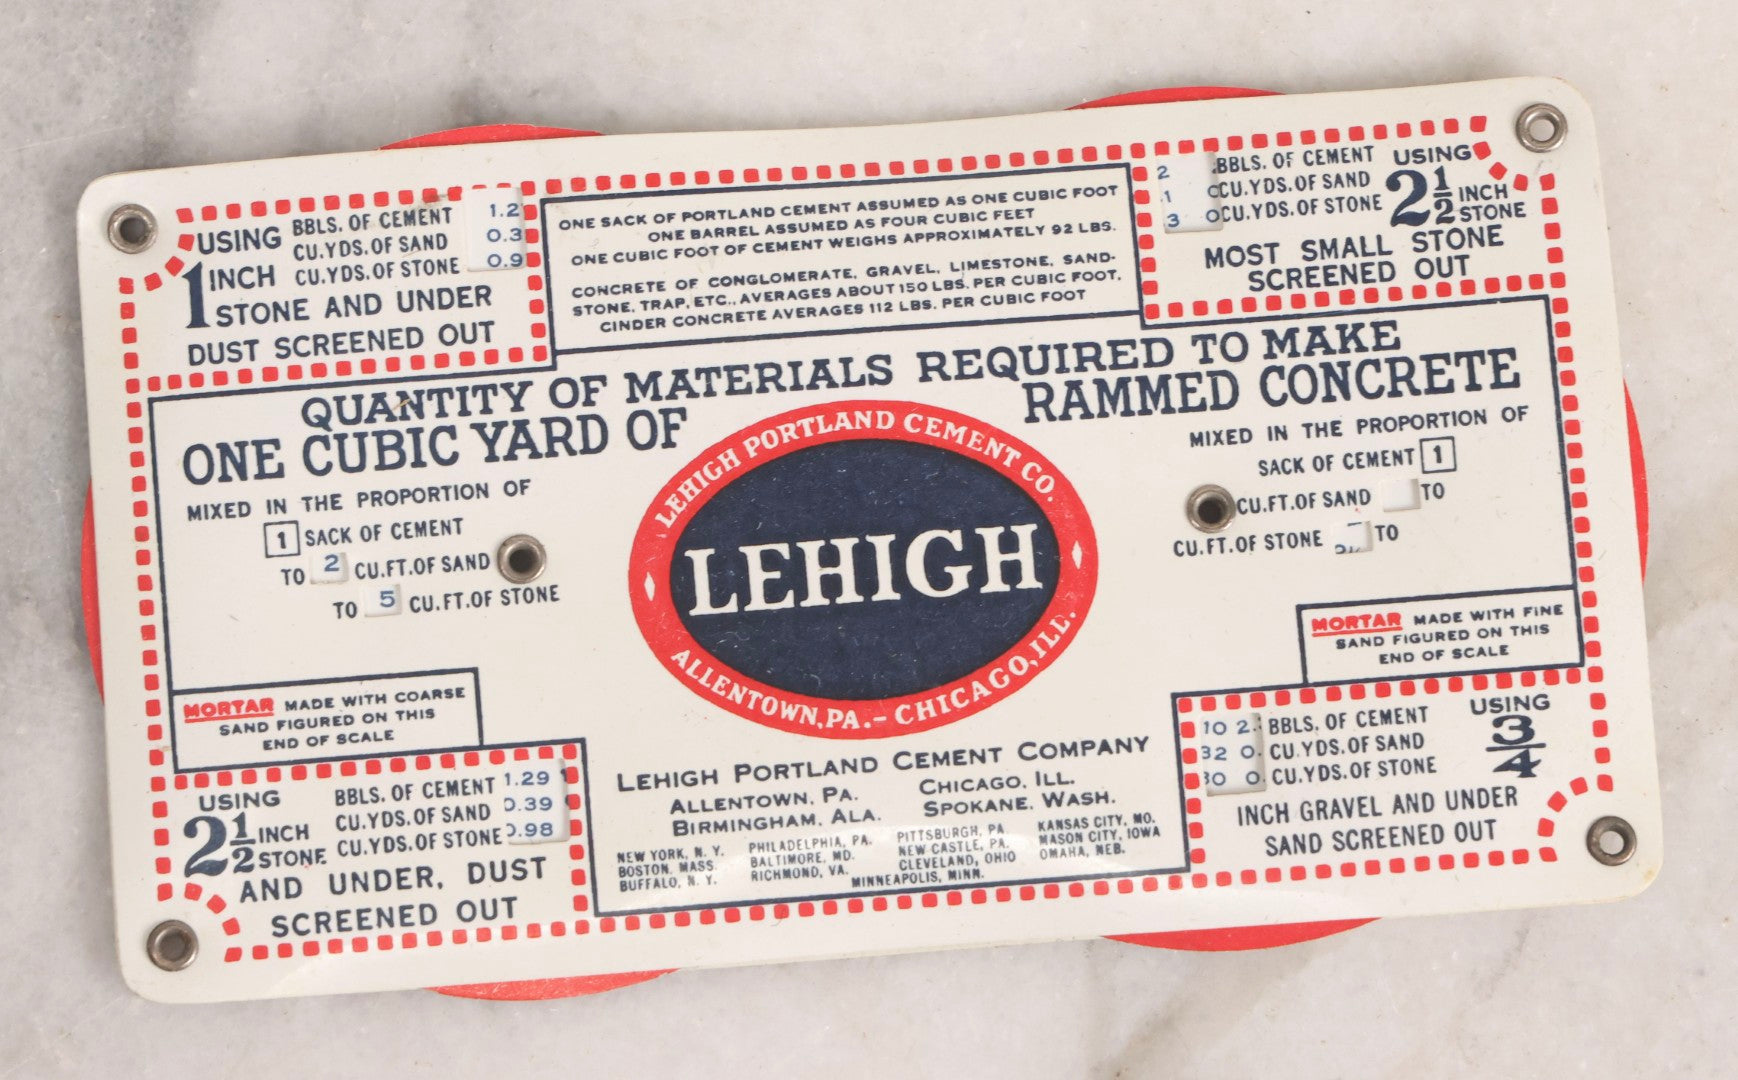 USING
1 INCH
STONE AND UNDER
DUST SCREENED OUT
BBLS. OF CEMENT 1.2
CU. YDS. OF SAND 0.3
CU. YDS. OF STONE 0.9
ONE SACK OF PORTLAND CEMENT ASSUMED AS ONE CUBIC FOOT
ONE BARREL ASSUMED AS FOUR CUBIC FEET
ONE CUBIC FOOT OF CEMENT WEIGHS APPROXIMATELY 92 LBS.
CONCRETE OF CONGLOMERATE, GRAVEL, LIMESTONE, SAND-
STONE, TRAP, ETC., AVERAGES ABOUT 150 LBS. PER CUBIC FOOT.
CINDER CONCRETE AVERAGES 112 LBS. PER CUBIC FOOT
2 BBLS. OF CEMENT
1 CU. YDS. OF SAND
3 CU. YDS. OF STONE
USING
2 1/2 INCH
STONE
MOST SMALL STONE
SCREENED OUT
QUANTITY OF MATERIALS REQUIRED TO MAKE
ONE CUBIC YARD OF RAMMED CONCRETE
MIXED IN THE PROPORTION OF
1 SACK OF CEMENT
TO 2 CU. FT. OF SAND
TO 5 CU. FT. OF STONE
LEHIGH PORTLAND CEMENT CO.
LEHIGH
ALLENTOWN, PA. - CHICAGO, ILL.
MIXED IN THE PROPORTION OF
SACK OF CEMENT 1
CU. FT. OF SAND TO
CU. FT. OF STONE TO
MORTAR MADE WITH COARSE
SAND FIGURED ON THIS
END OF SCALE
MORTAR MADE WITH FINE
SAND FIGURED ON THIS
END OF SCALE
USING
2 1/2 INCH
STONE
AND UNDER, DUST
SCREENED OUT
BBLS. OF CEMENT 1.29
CU. YDS. OF SAND 0.39
CU. YDS. OF STONE 0.98
LEHIGH PORTLAND CEMENT COMPANY
ALLENTOWN, PA. CHICAGO, ILL.
BIRMINGHAM, ALA. SPOKANE, WASH.
NEW YORK, N. Y. PHILADELPHIA, PA. PITTSBURGH, PA. KANSAS CITY, MO.
BOSTON, MASS. BALTIMORE, MD. NEW CASTLE, PA. MASON CITY, IOWA
BUFFALO, N. Y. RICHMOND, VA. CLEVELAND, OHIO OMAHA, NEB.
MINNEAPOLIS, MINN.
10 2. BBLS. OF CEMENT
32 0. CU. YDS. OF SAND
30 0. CU. YDS. OF STONE
USING
3/4
INCH GRAVEL AND UNDER
SAND SCREENED OUT